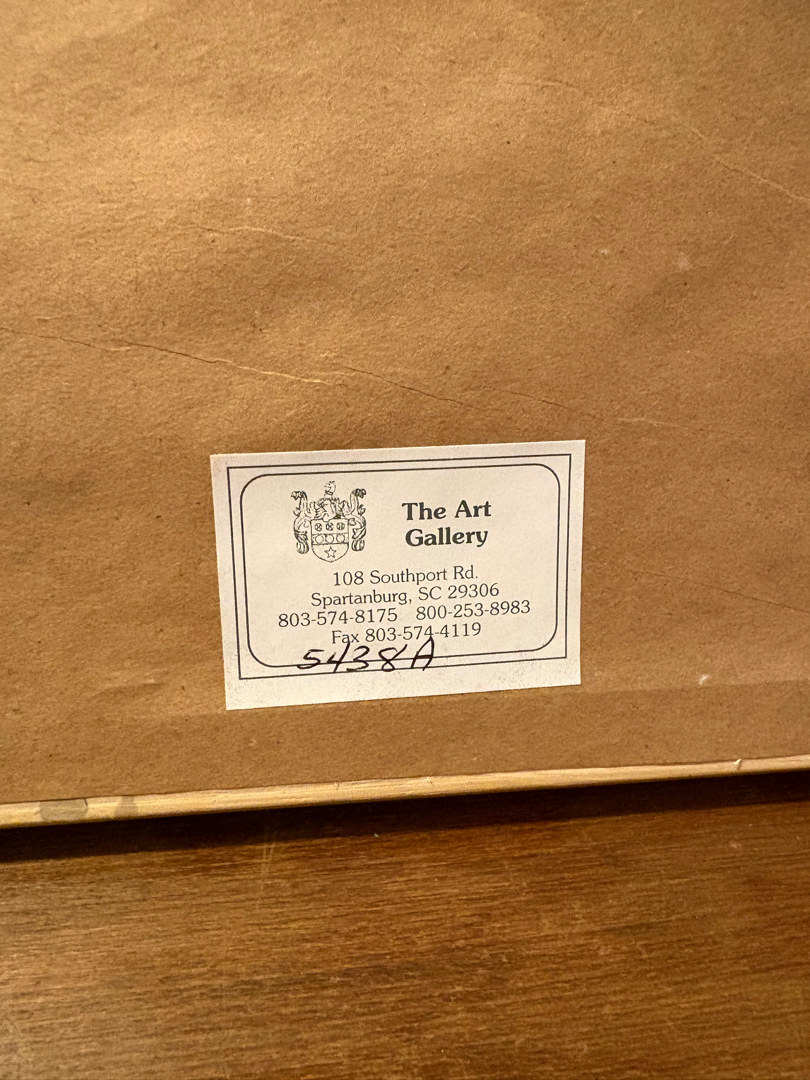 The Art
Gallery
108 Southport Rd.
Spartanburg, SC 29306
803-574-8175 800-253-8983
Fax 803-574-4119
5438A